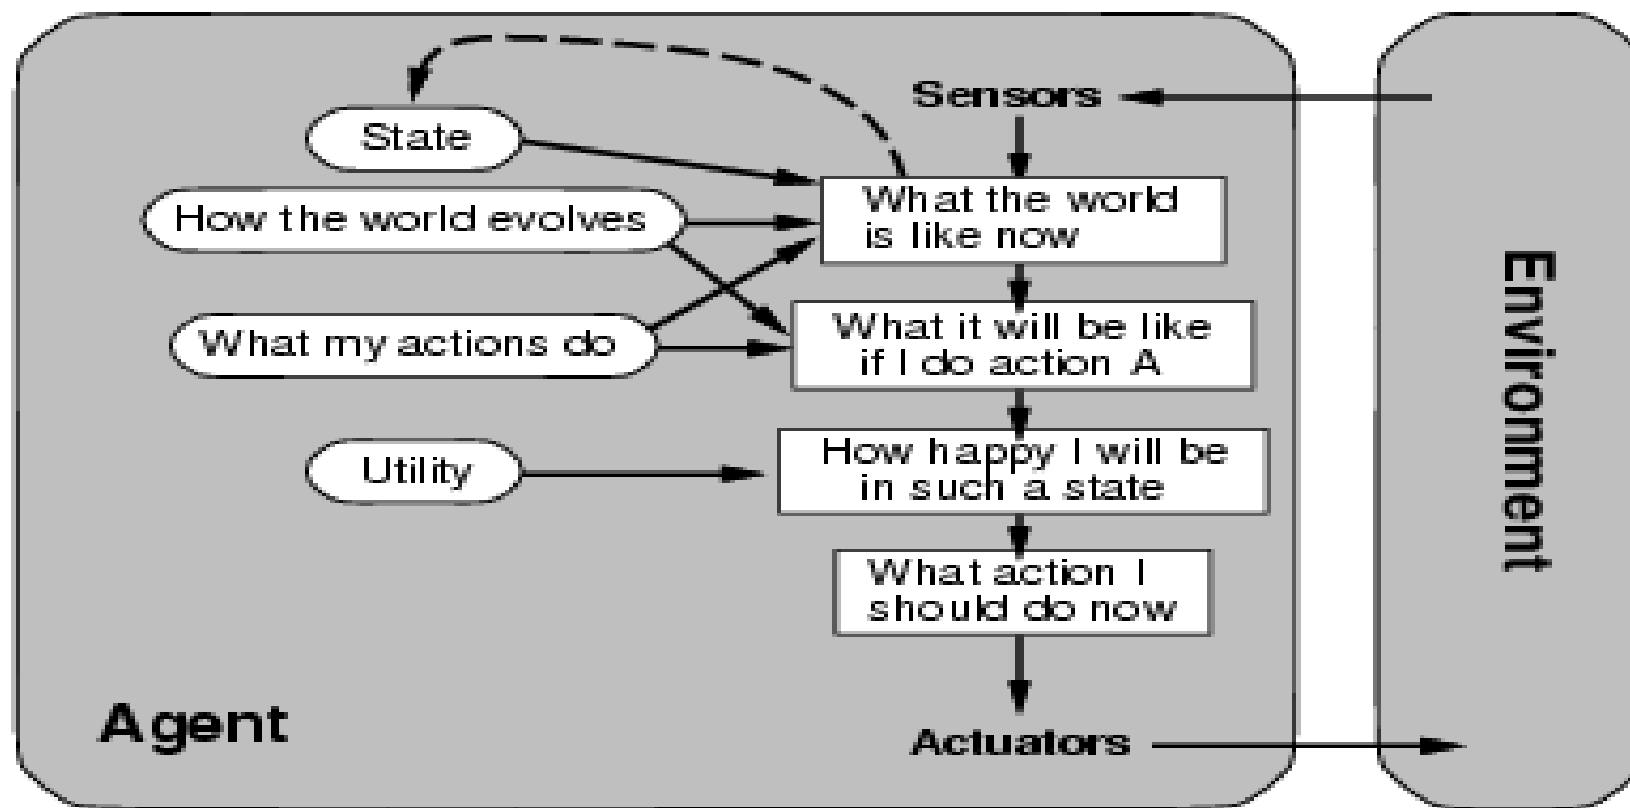 Sensors
State
What the world
is like now
How the world evolves
What it will be like
if I do action A
What my actions do
How happy I will be
in such a state
Utility
What action I
should do now
Agent
Actuators
Environment